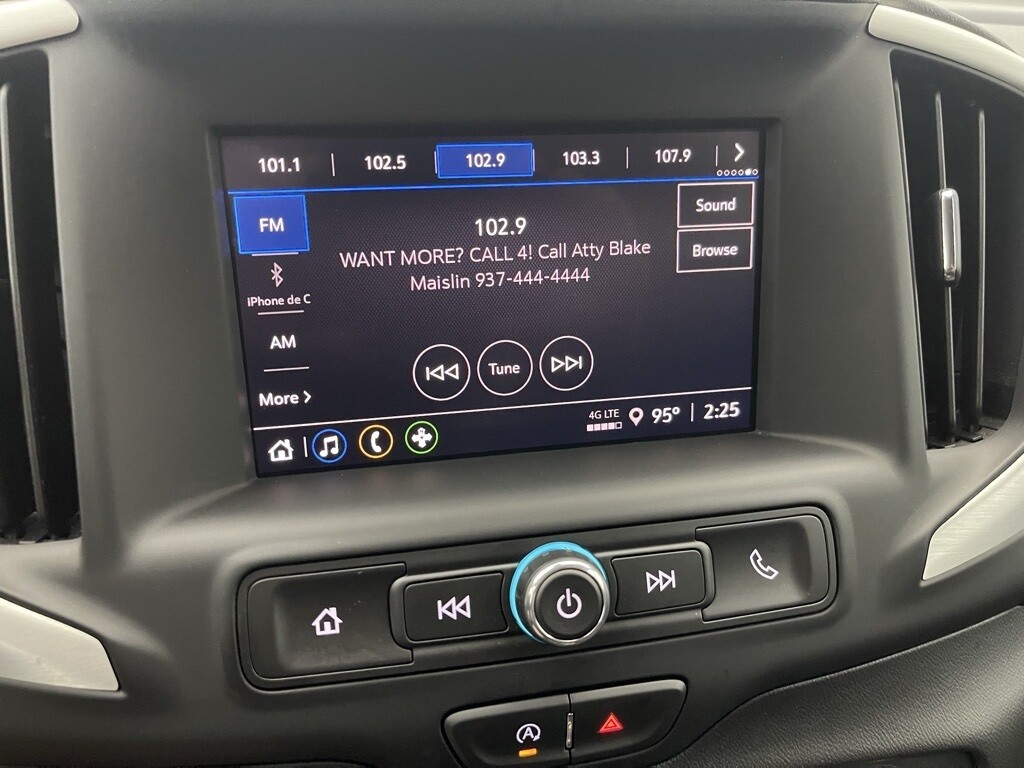 101.1 | 102.5 102.9 103.3 | 107.9 |
FM
102.9
Sound
WANT MORE? CALL 4! Call Atty Blake
Maislin 937-444-4444
Browse
iPhone de C
AM
Tune
More
4G LTE 95° | 2:25
A